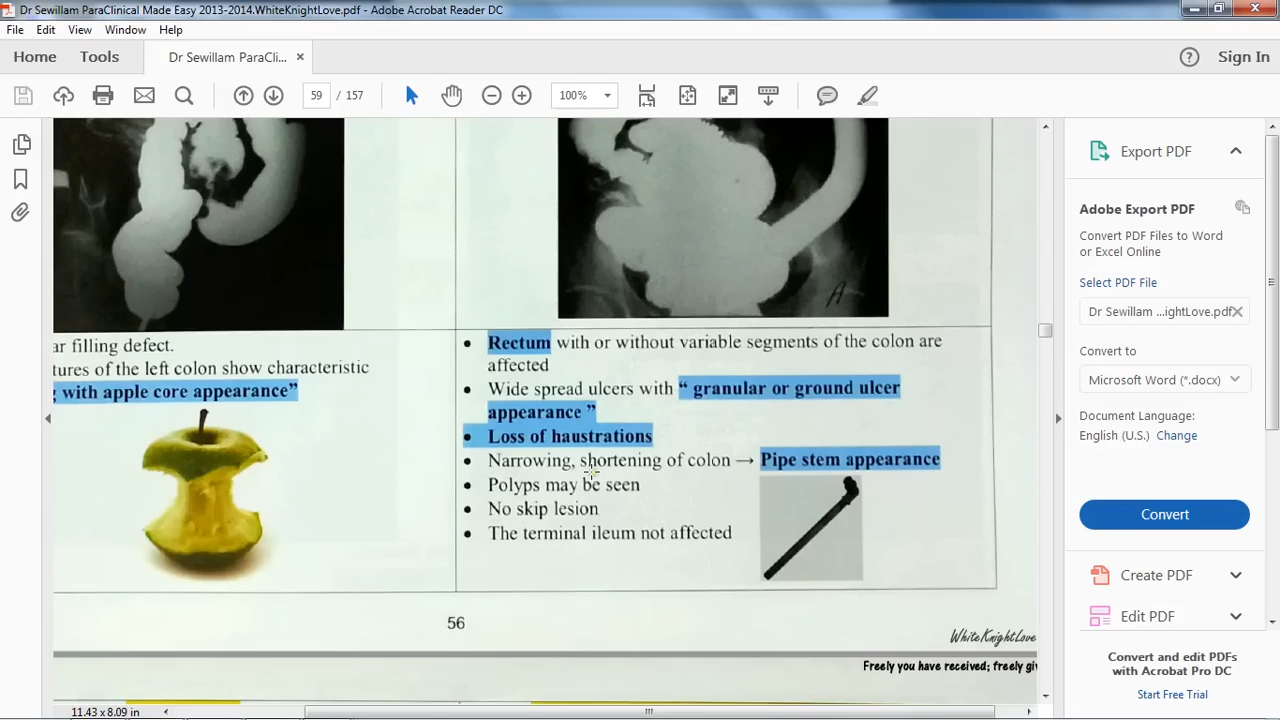 Dr Sewillam ParaClinical Made Easy 2013-2014.WhiteKnightLove.pdf - Adobe Acrobat Reader DC
File Edit View Window Help
Home Tools Dr Sewillam ParaCli... × Sign In
59 / 157 100%
ar filling defect.
tures of the left colon show characteristic
with apple core appearance”
• Rectum with or without variable segments of the colon are
affected
• Wide spread ulcers with “ granular or ground ulcer
appearance ”
• Loss of haustrations
• Narrowing, shortening of colon → Pipe stem appearance
• Polyps may be seen
• No skip lesion
• The terminal ileum not affected
A
56
WhiteKnightLove
Freely you have received; freely gi
11.43 x 8.09 in
Export PDF
Adobe Export PDF
Convert PDF Files to Word
or Excel Online
Select PDF File
Dr Sewillam ...ightLove.pdf
Convert to
Microsoft Word (*.docx)
Document Language:
English (U.S.) Change
Convert
Create PDF
Edit PDF
Convert and edit PDFs
with Acrobat Pro DC
Start Free Trial